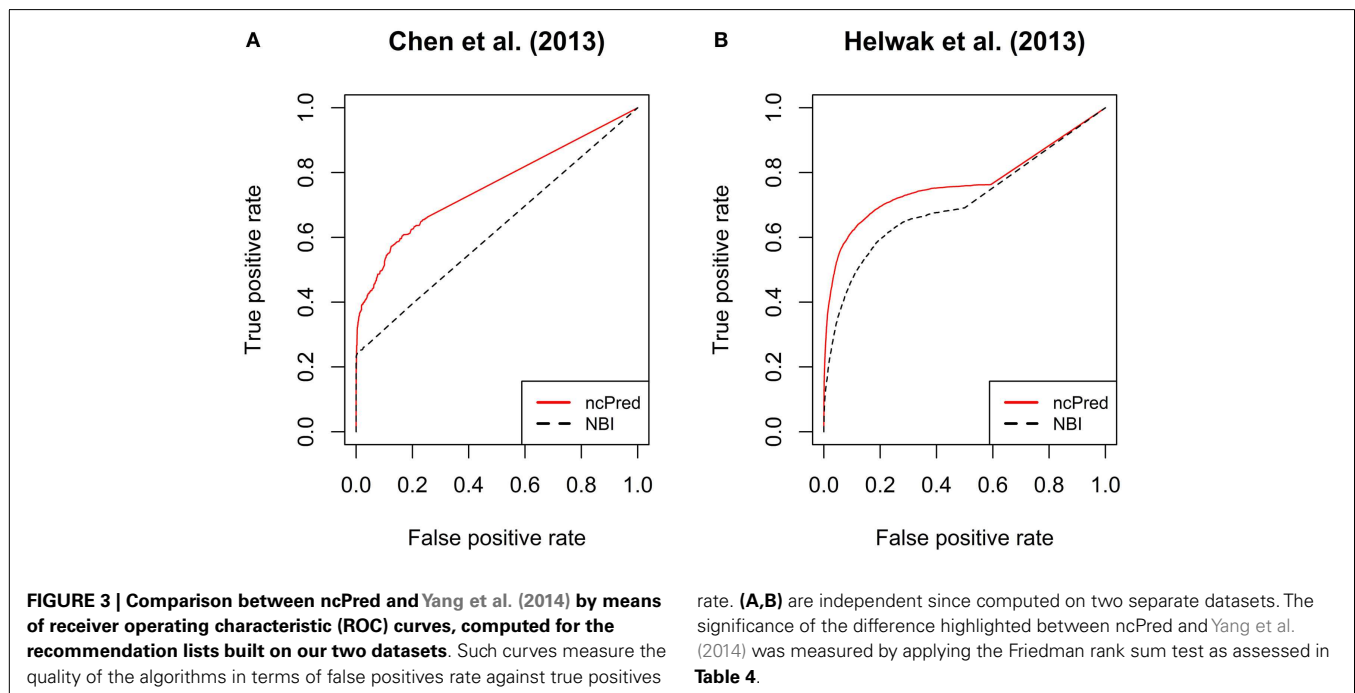 A
Chen et al. (2013)
True positive rate
1.0
0.8
0.6
0.4
0.2
0.0
ncPred
NBI
0.0 0.2 0.4 0.6 0.8 1.0
False positive rate
B
Helwak et al. (2013)
True positive rate
1.0
0.8
0.6
0.4
0.2
0.0
ncPred
NBI
0.0 0.2 0.4 0.6 0.8 1.0
False positive rate
FIGURE 3 | Comparison between ncPred and Yang et al. (2014) by means
of receiver operating characteristic (ROC) curves, computed for the
recommendation lists built on our two datasets. Such curves measure the
quality of the algorithms in terms of false positives rate against true positives
rate. (A,B) are independent since computed on two separate datasets. The
significance of the difference highlighted between ncPred and Yang et al.
(2014) was measured by applying the Friedman rank sum test as assessed in
Table 4.